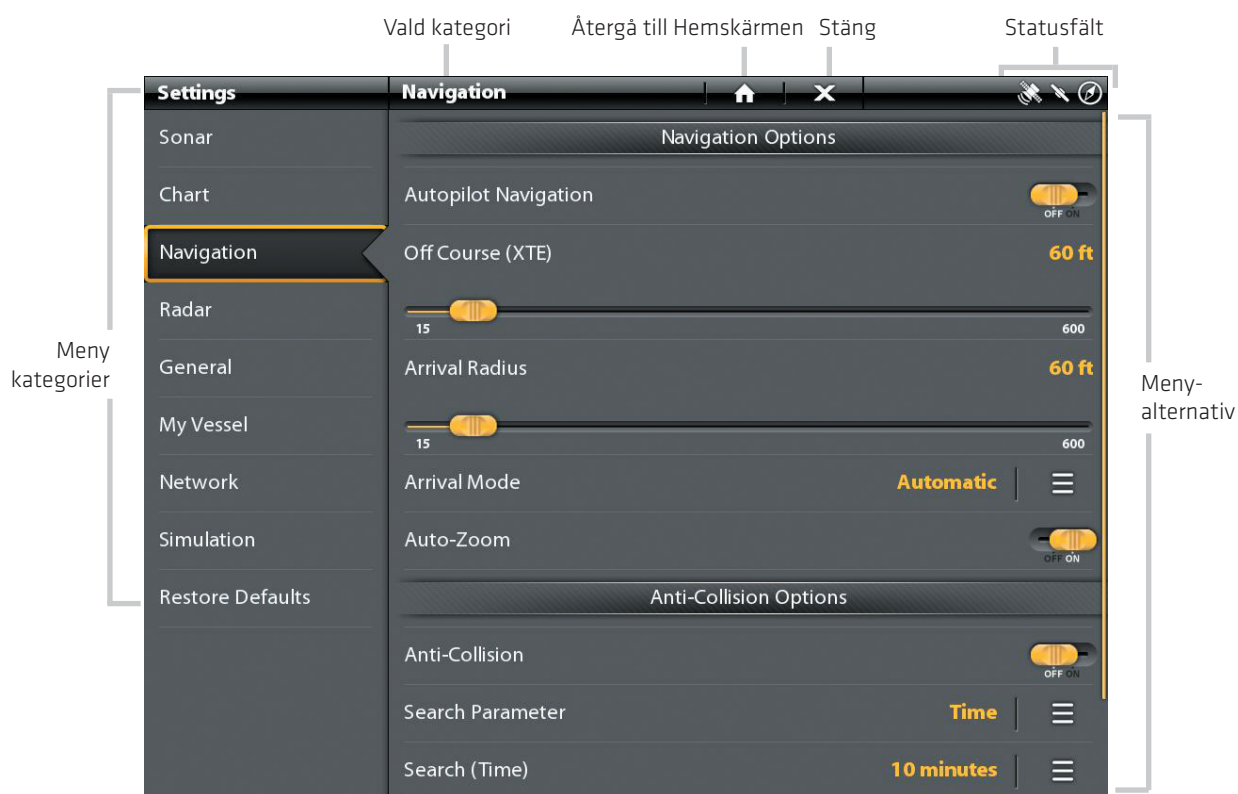 Vald kategori
Återgå till Hemskärmen
Stäng
Statusfält
Settings
Navigation
Meny
kategorier
Sonar
Chart
Navigation
Radar
General
My Vessel
Network
Simulation
Restore Defaults
Navigation Options
Autopilot Navigation
OFF ON
Off Course (XTE)
60 ft
15
600
Arrival Radius
60 ft
15
600
Arrival Mode
Automatic
Auto-Zoom
OFF ON
Anti-Collision Options
Anti-Collision
OFF ON
Search Parameter
Time
Search (Time)
10 minutes
Meny-
alternativ